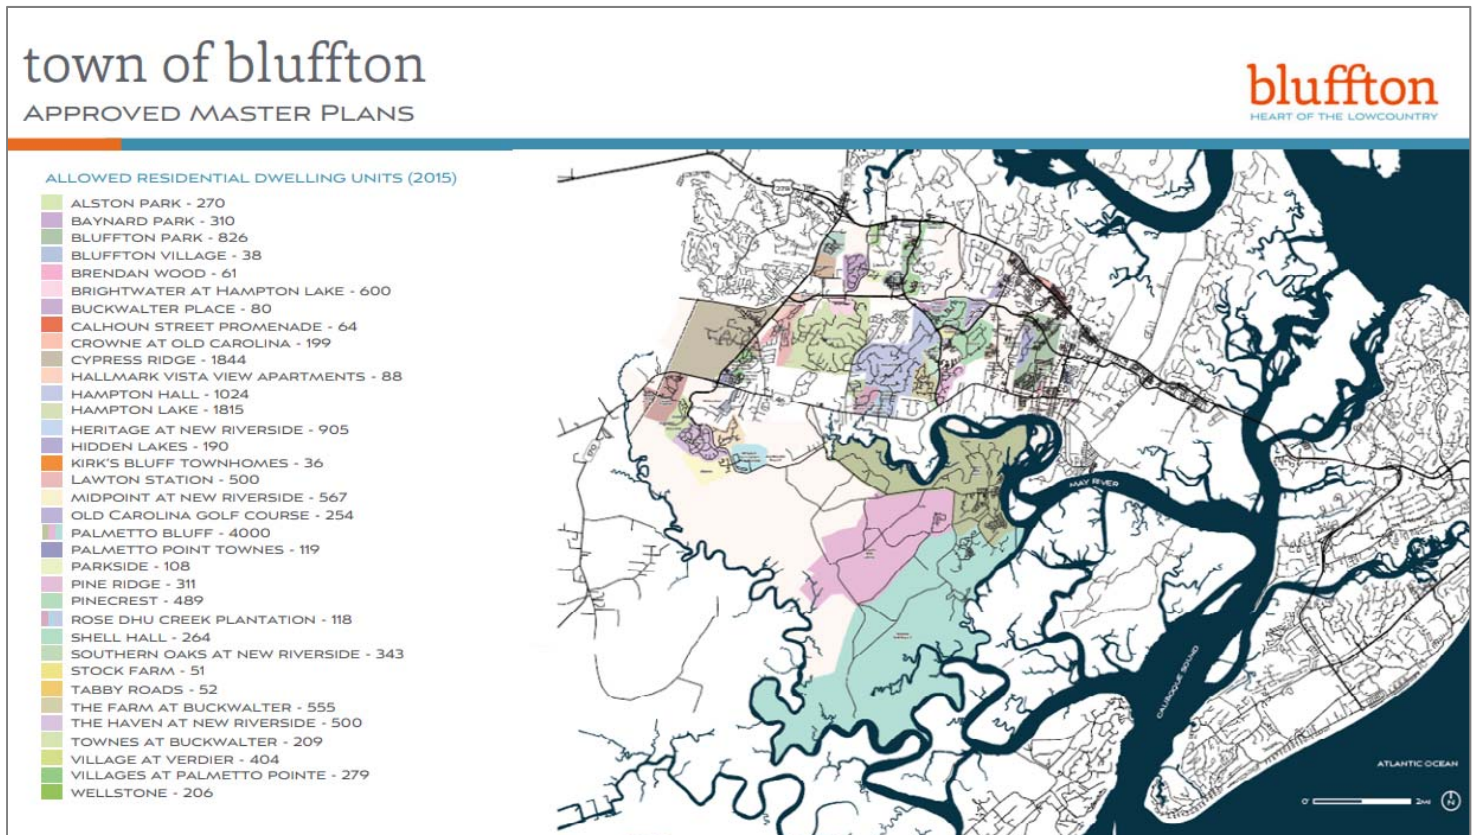 town of bluffton
APPROVED MASTER PLANS
bluffton
HEART OF THE LOWCOUNTRY
ALLOWED RESIDENTIAL DWELLING UNITS (2015)
ALSTON PARK - 270
BAYNARD PARK - 310
BLUFFTON PARK - 826
BLUFFTON VILLAGE - 38
BRENDAN WOOD - 61
BRIGHTWATER AT HAMPTON LAKE - 600
BUCKWALTER PLACE - 80
CALHOUN STREET PROMENADE - 64
CROWNE AT OLD CAROLINA - 199
CYPRESS RIDGE - 1844
HALLMARK VISTA VIEW APARTMENTS - 88
HAMPTON HALL - 1024
HAMPTON LAKE - 1815
HERITAGE AT NEW RIVERSIDE - 905
HIDDEN LAKES - 190
KIRK'S BLUFF TOWNHOMES - 36
LAWTON STATION - 500
MIDPOINT AT NEW RIVERSIDE - 567
OLD CAROLINA GOLF COURSE - 254
PALMETTO BLUFF - 4000
PALMETTO POINT TOWNES - 119
PARKSIDE - 108
PINE RIDGE - 311
PINECREST - 489
ROSE DHU CREEK PLANTATION - 118
SHELL HALL - 264
SOUTHERN OAKS AT NEW RIVERSIDE - 343
STOCK FARM - 51
TABBY ROADS - 52
THE FARM AT BUCKWALTER - 555
THE HAVEN AT NEW RIVERSIDE - 500
TOWNES AT BUCKWALTER - 209
VILLAGE AT VERDIER - 404
VILLAGES AT PALMETTO POINTE - 279
WELLSTONE - 206
278
MAY RIVER
CALIBOGUE SOUND
ATLANTIC OCEAN
0'
2MI
N